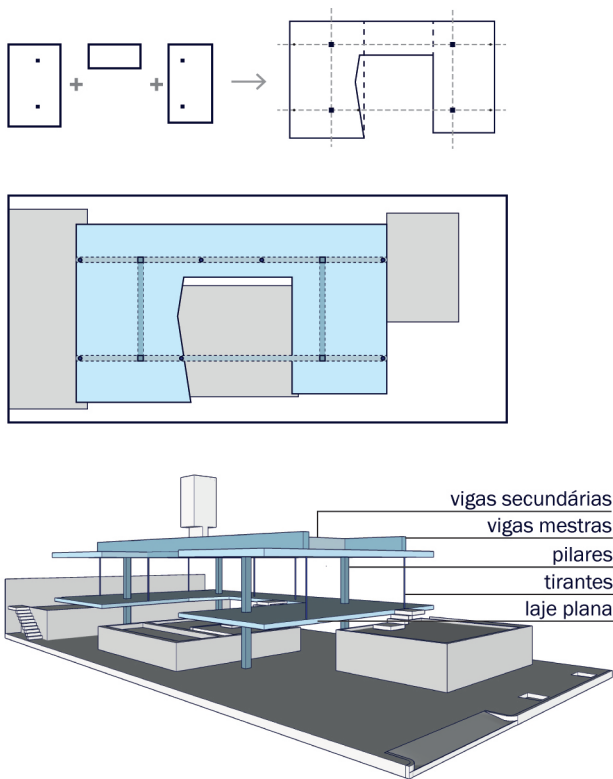 vigas secundárias
vigas mestras
pilares
tirantes
laje plana